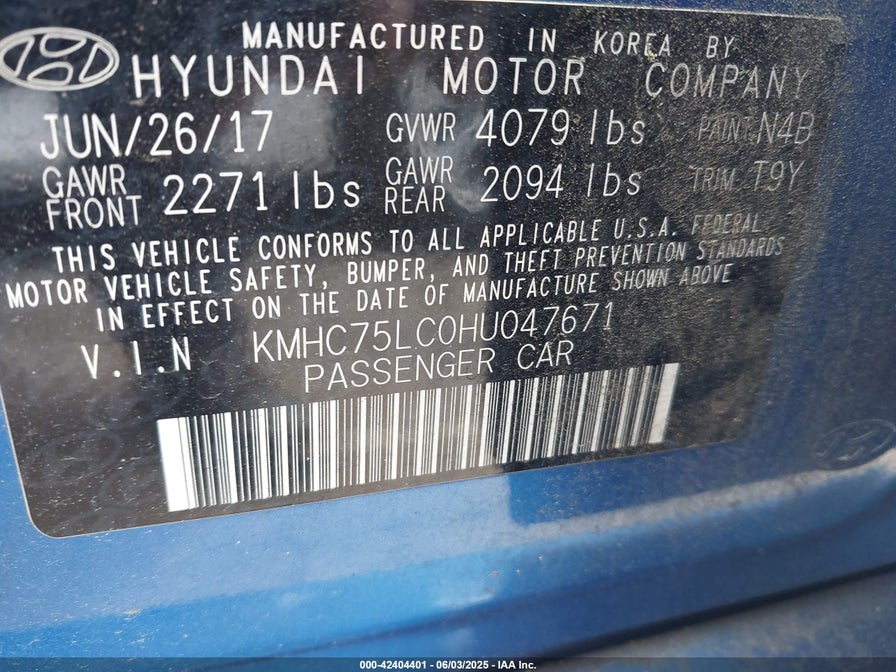 MANUFACTURED IN KOREA BY
HYUNDAI MOTOR COMPANY
JUN/26/17 GVWR 4079 lbs PAINT N4B
GAWR FRONT 2271 lbs GAWR REAR 2094 lbs TRIM T9Y
THIS VEHICLE CONFORMS TO ALL APPLICABLE U.S.A. FEDERAL
MOTOR VEHICLE SAFETY, BUMPER, AND THEFT PREVENTION STANDARDS
IN EFFECT ON THE DATE OF MANUFACTURE SHOWN ABOVE
V.I.N KMHC75LC0HU047671
PASSENGER CAR
000-42404401 - 06/03/2025 - IAA Inc.